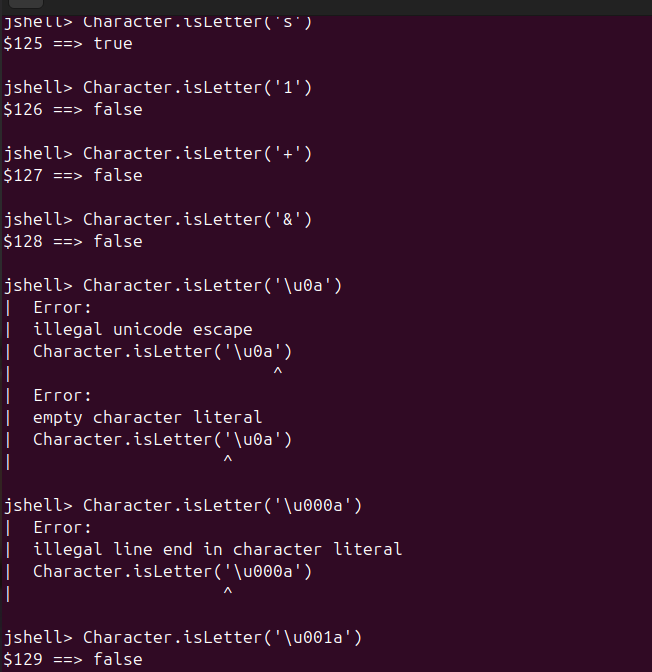 jshell> Character.isLetter('s')
$125 ==> true
jshell> Character.isLetter('1')
$126 ==> false
jshell> Character.isLetter('+')
$127 ==> false
jshell> Character.isLetter('&')
$128 ==> false
jshell> Character.isLetter('\u0a')
|  Error:
|  illegal unicode escape
|  Character.isLetter('\u0a')
|                          ^
|  Error:
|  empty character literal
|  Character.isLetter('\u0a')
|                     ^
jshell> Character.isLetter('\u000a')
|  Error:
|  illegal line end in character literal
|  Character.isLetter('\u000a')
|                     ^
jshell> Character.isLetter('\u001a')
$129 ==> false